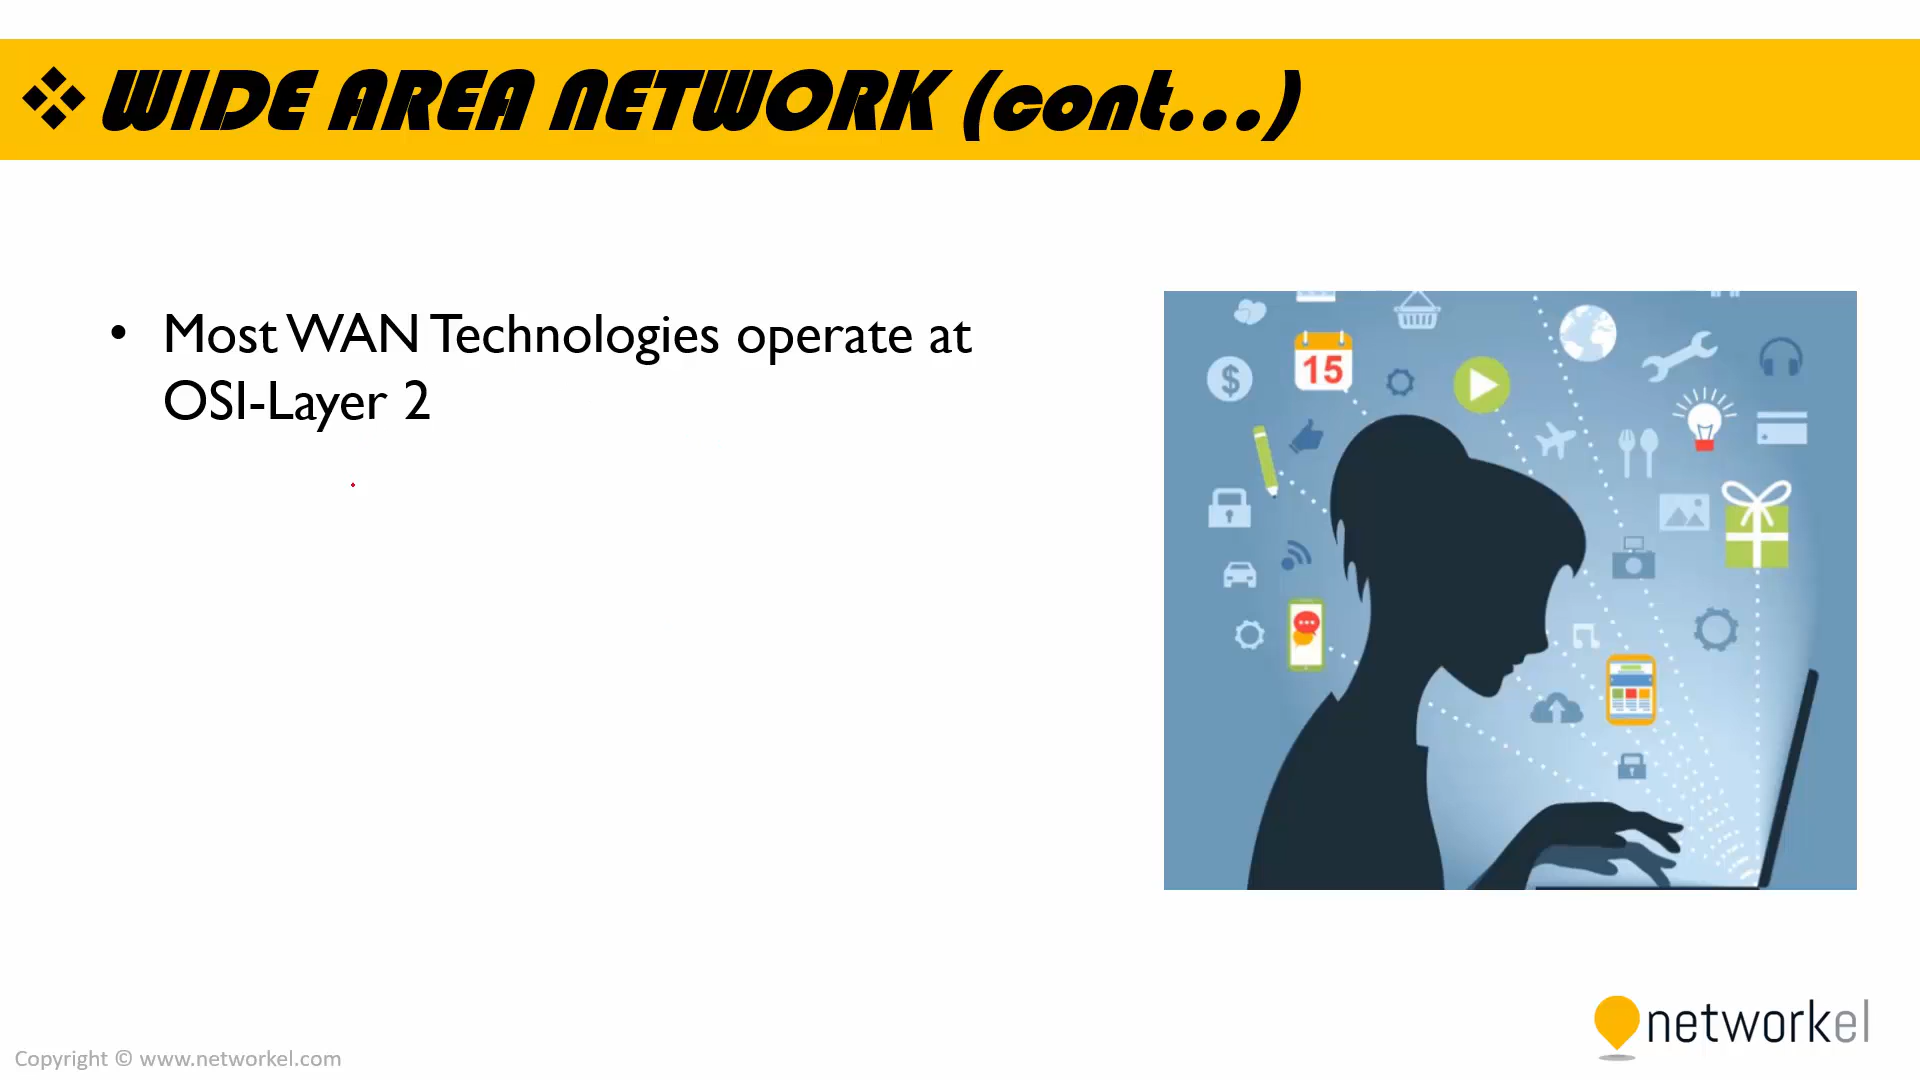 ❖ WIDE AREA NETWORK (cont...)
• Most WAN Technologies operate at
OSI-Layer 2
15
$
networkel
Copyright © www.networkel.com